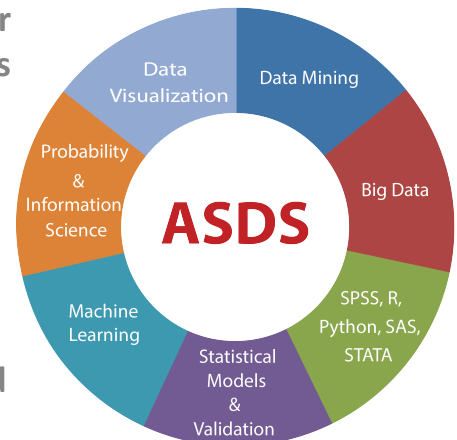 r
s
Data
Visualization
Data Mining
Probability
&
Information
Science
Big Data
ASDS
Machine
Learning
SPSS, R,
Python, SAS,
STATA
Statistical
Models
&
Validation